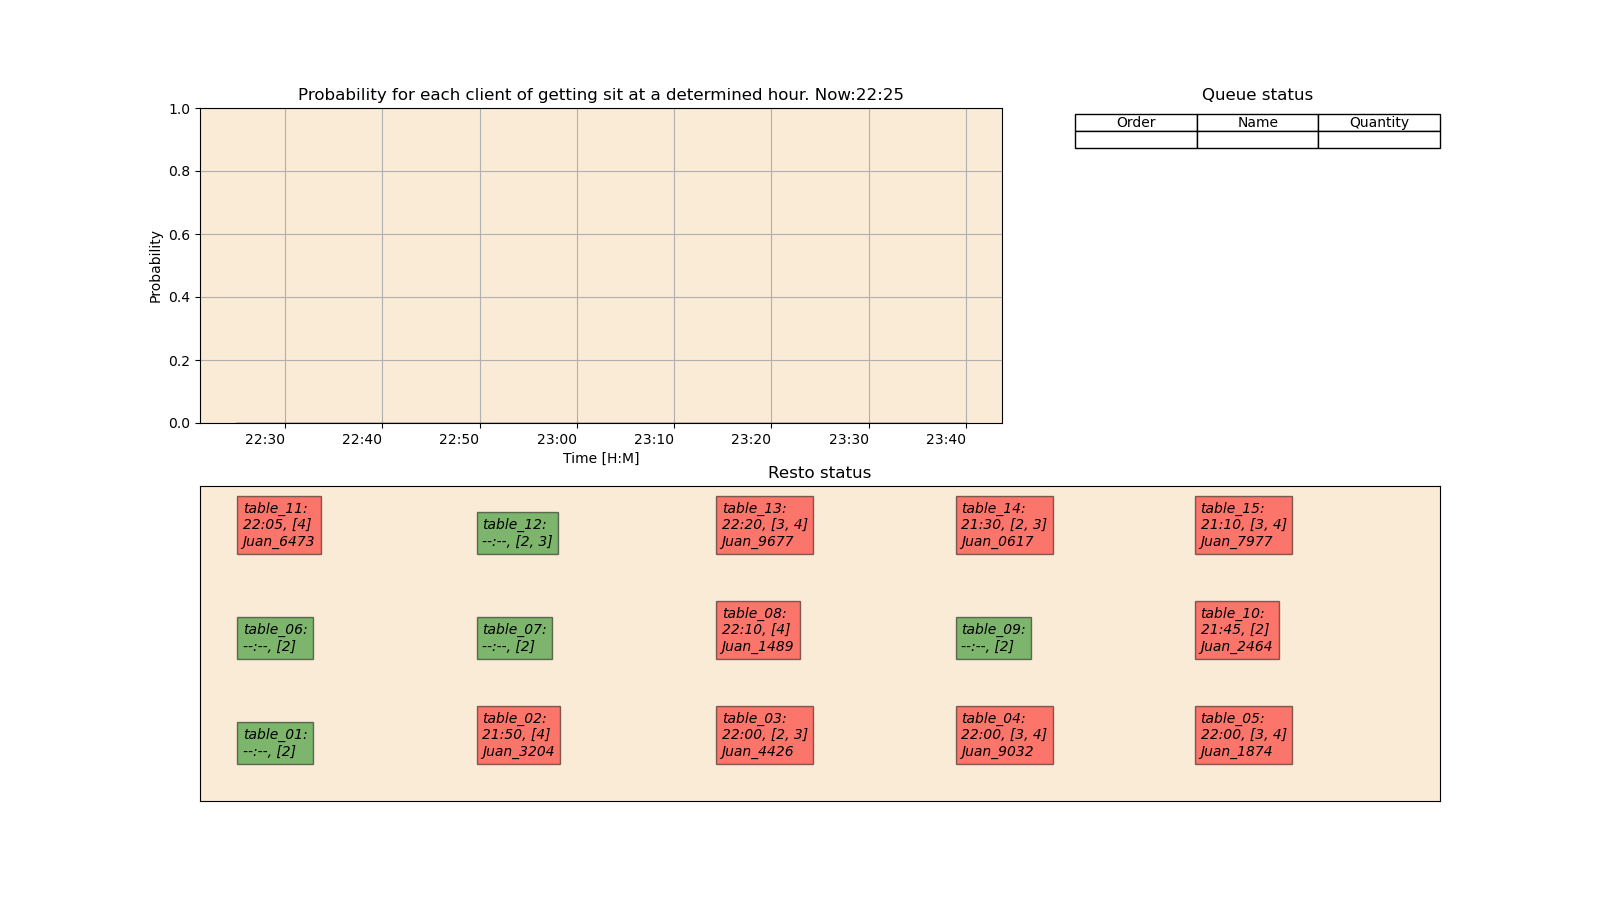 Probability for each client of getting sit at a determined hour. Now:22:25
1.0
0.8
0.6
0.4
0.2
0.0
Probability
22:30 22:40 22:50 23:00 23:10 23:20 23:30 23:40
Time [H:M]
Queue status
Order Name Quantity
Resto status
table_11:
22:05, [4]
Juan_6473
table_12:
--:--, [2, 3]
table_13:
22:20, [3, 4]
Juan_9677
table_14:
21:30, [2, 3]
Juan_0617
table_15:
21:10, [3, 4]
Juan_7977
table_06:
--:--, [2]
table_07:
--:--, [2]
table_08:
22:10, [4]
Juan_1489
table_09:
--:--, [2]
table_10:
21:45, [2]
Juan_2464
table_01:
--:--, [2]
table_02:
21:50, [4]
Juan_3204
table_03:
22:00, [2, 3]
Juan_4426
table_04:
22:00, [3, 4]
Juan_9032
table_05:
22:00, [3, 4]
Juan_1874